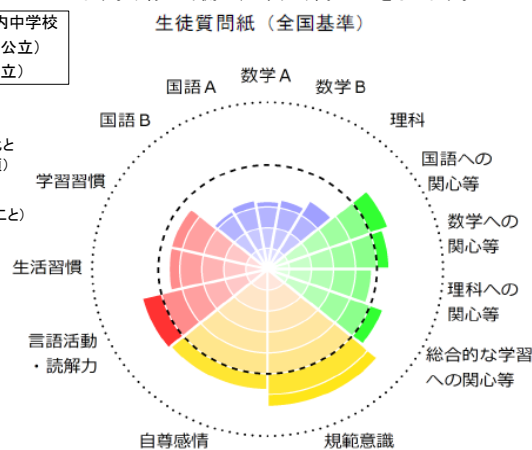 内中学校
公立）
立）
生徒質問紙（全国基準）
と
）
こと）
数学Ａ
国語Ａ
数学Ｂ
国語Ｂ
理科
学習習慣
国語への
関心等
生活習慣
数学への
関心等
理科への
関心等
言語活動
・読解力
総合的な学習
への関心等
自尊感情
規範意識